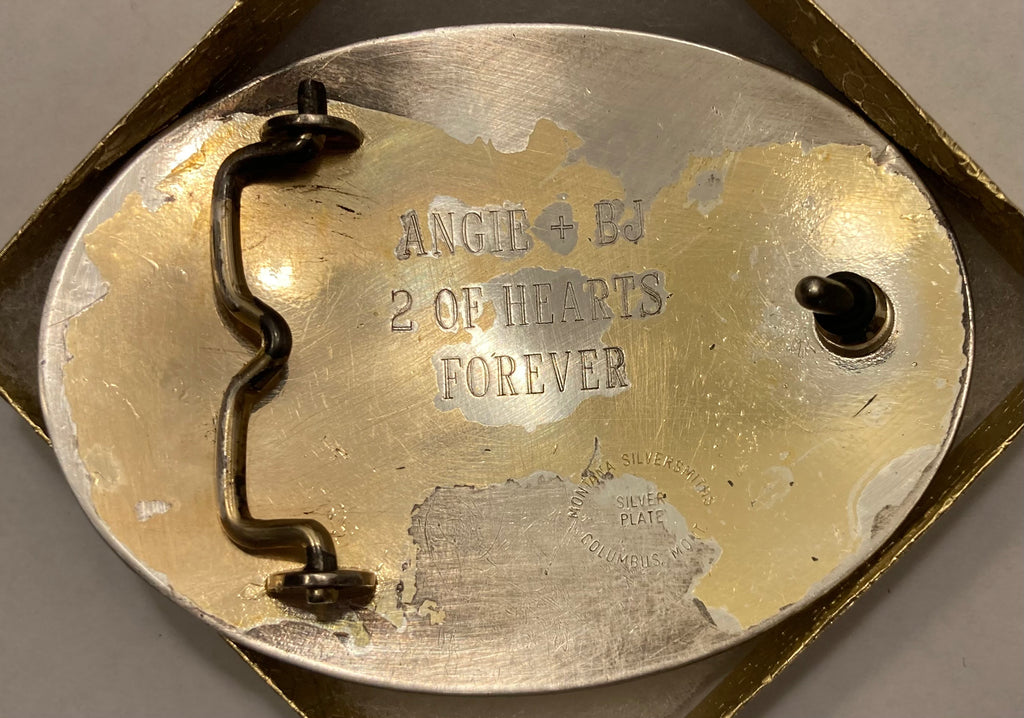 ANGIE + BJ
2 OF HEARTS
FOREVER
MONTANA SILVERSMITHS
SILVER
PLATE
COLUMBUS, MONT.